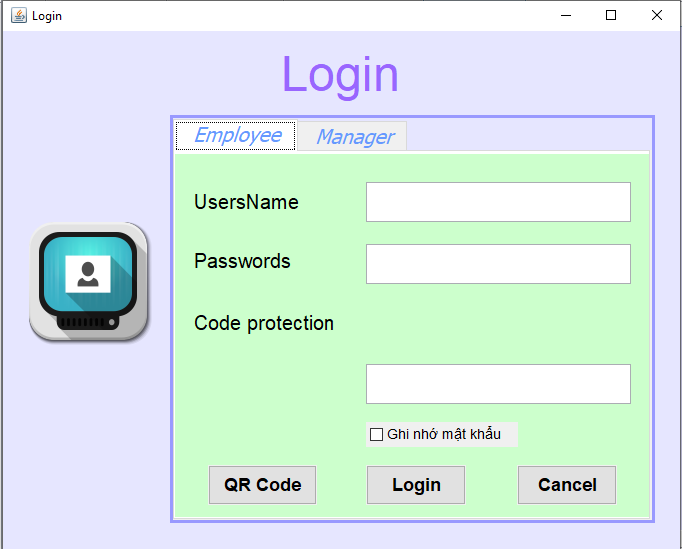 Login
Login
Employee Manager
UsersName
Passwords
Code protection
Ghi nhớ mật khẩu
QR Code Login Cancel